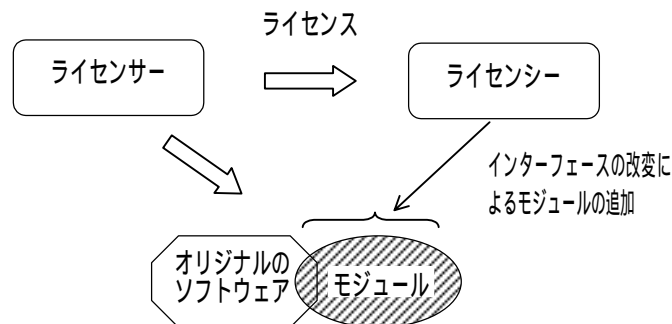 ライセンス
ライセンサー
ライセンシー
インターフェースの改変に
よるモジュールの追加
オリジナルの
ソフトウェア
モジュール